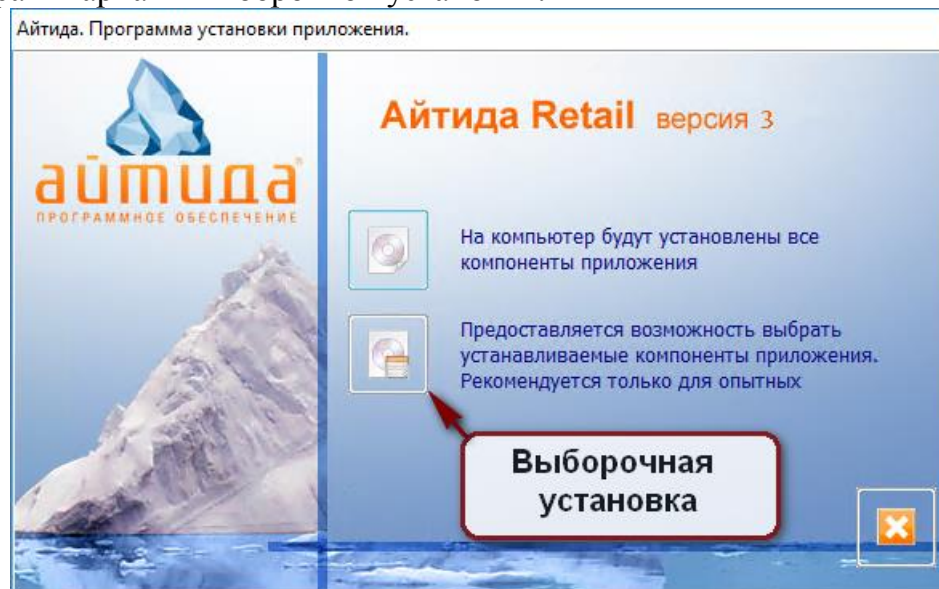 Айтида. Программа установки приложения.
айтида
ПРОГРАММНОЕ ОБЕСПЕЧЕНИЕ
Айтида Retail версия 3
На компьютер будут установлены все
компоненты приложения
Предоставляется возможность выбрать
устанавливаемые компоненты приложения.
Рекомендуется только для опытных
Выборочная
установка